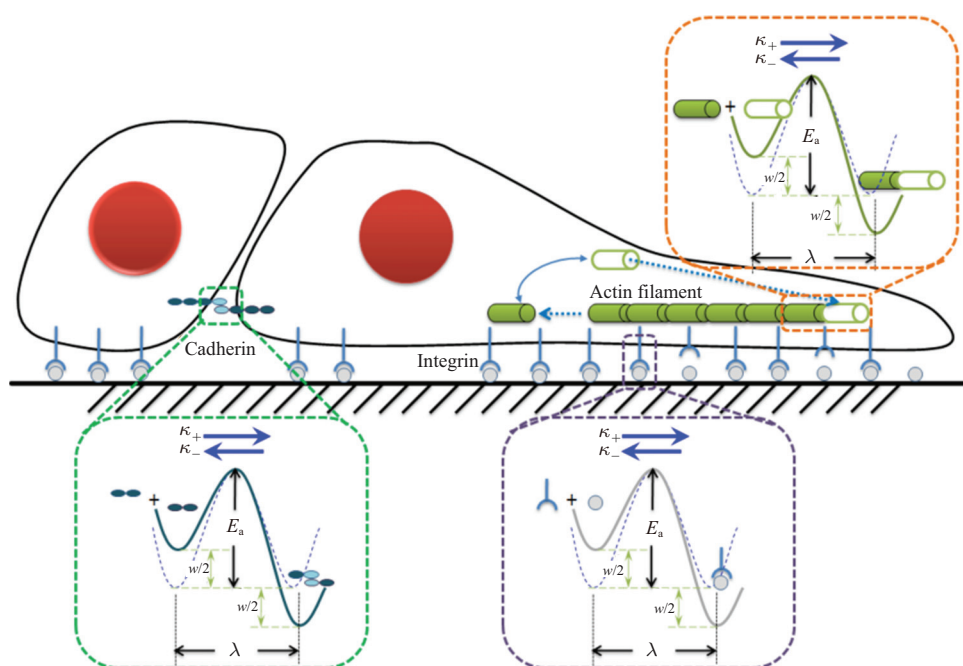 κ+
κ−
+
Ea
w/2
w/2
λ
Actin filament
Cadherin
Integrin
κ+
κ−
+
Ea
w/2
w/2
λ
κ+
κ−
+
Ea
w/2
w/2
λ